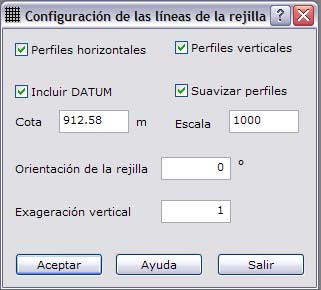 Configuración de las líneas de la rejilla
Perfiles horizontales
Perfiles verticales
Incluir DATUM
Suavizar perfiles
Cota 912.58 m
Escala 1000
Orientación de la rejilla 0 º
Exageración vertical 1
Aceptar
Ayuda
Salir